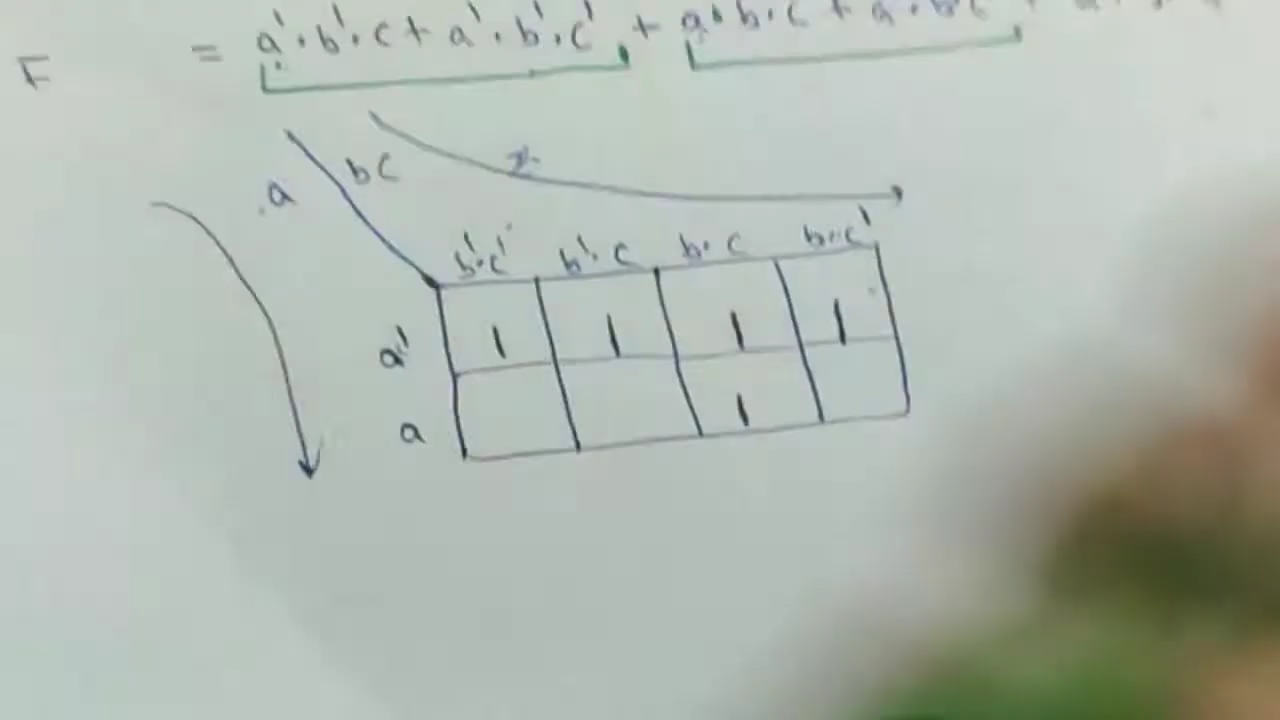 F = a'·b'·c + a'·b'·c' + a·b·c +
a bc
b'·c' b'·c b·c b·c'
a' 1 1 1 1
a 1